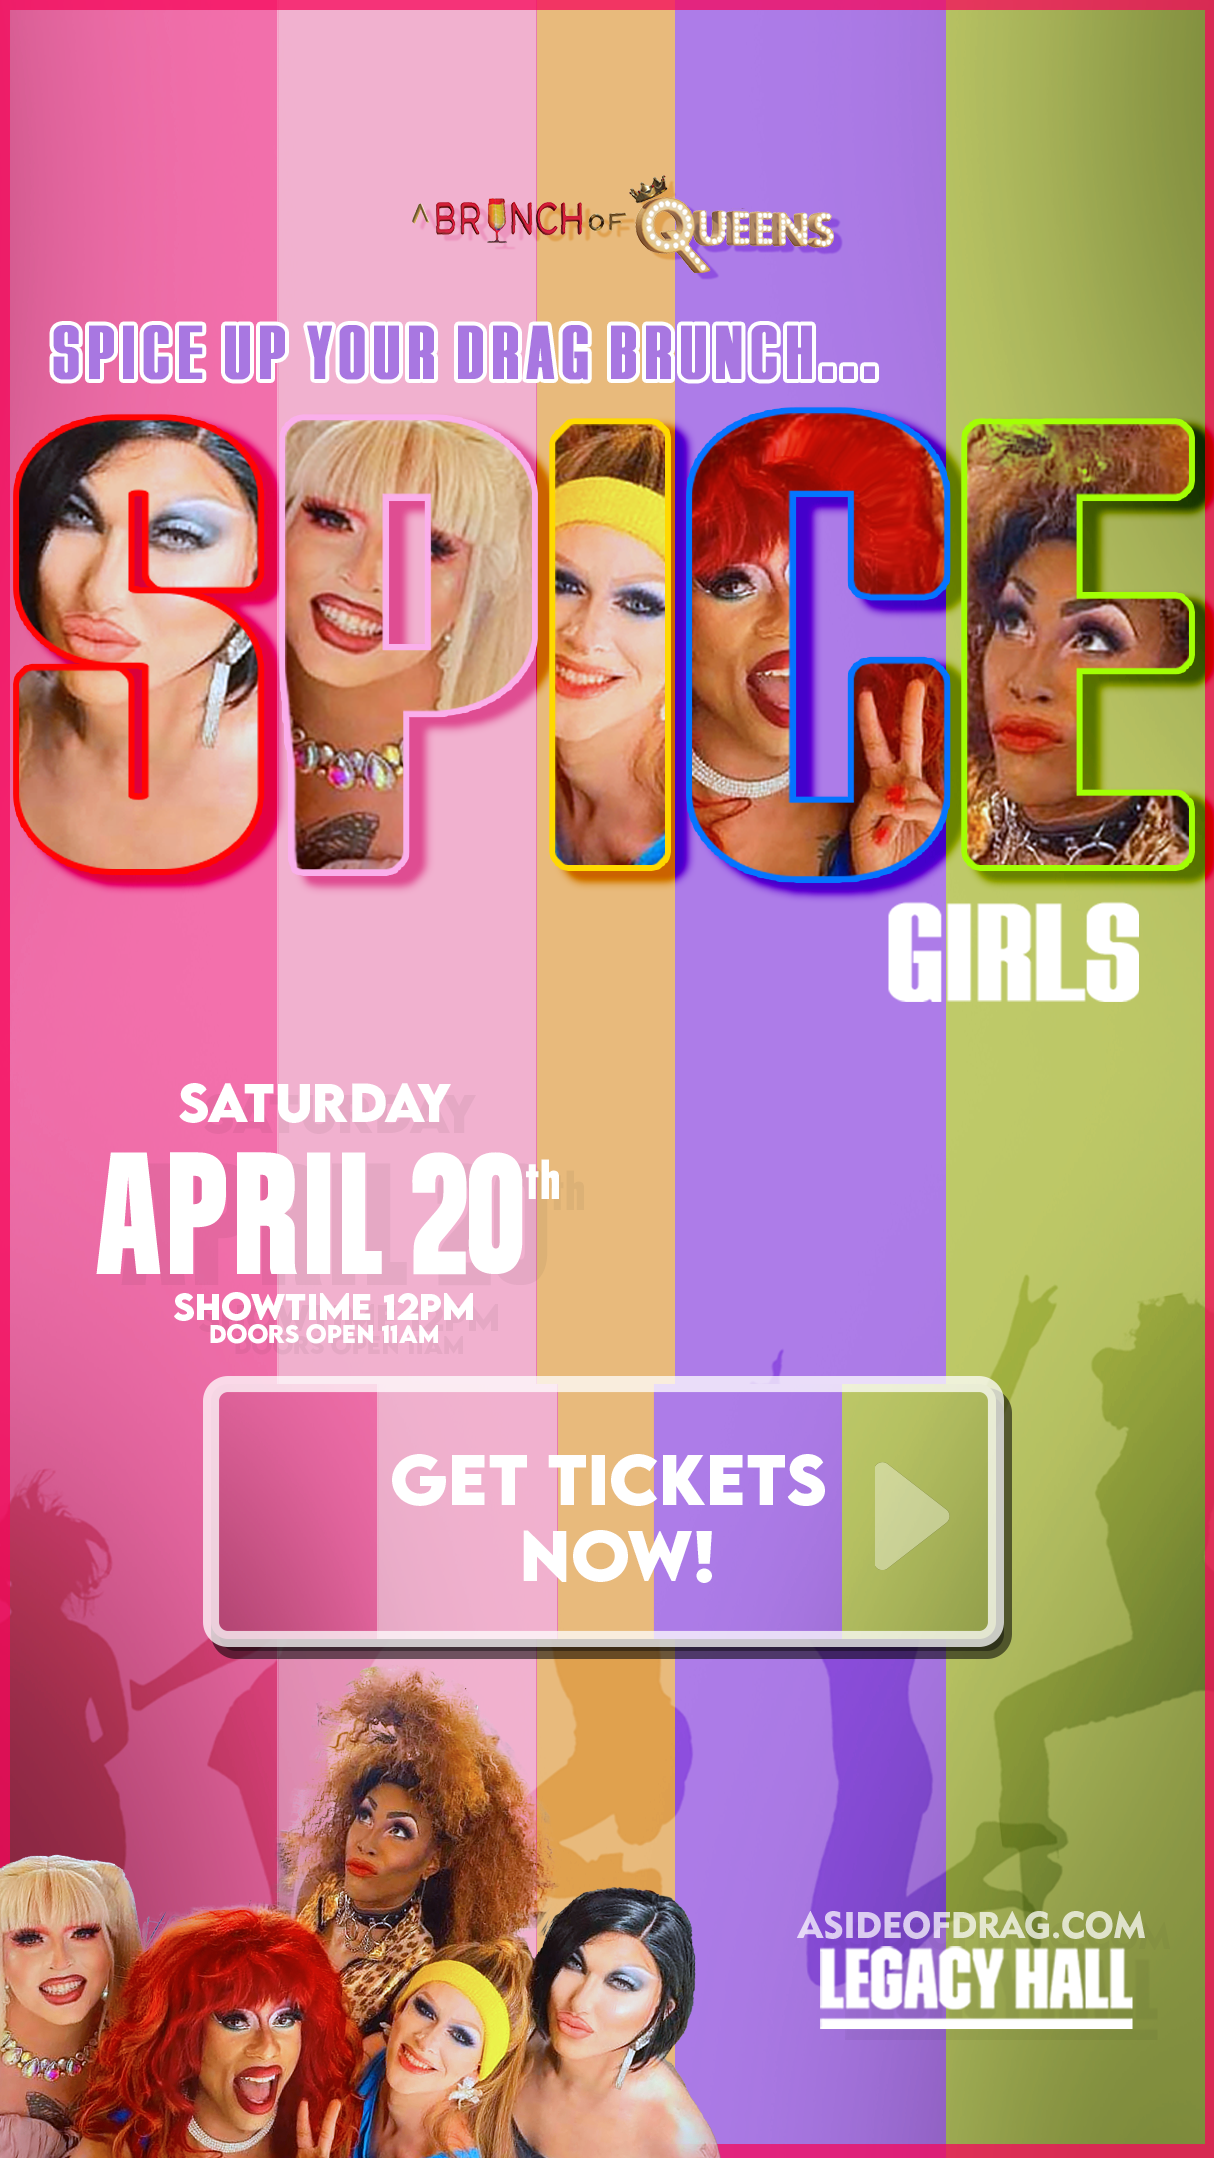 A BRUNCH OF QUEENS
SPICE UP YOUR DRAG BRUNCH...
SPICE
GIRLS
SATURDAY
APRIL 20th
SHOWTIME 12PM
DOORS OPEN 11AM
GET TICKETS
NOW!
ASIDEOFDRAG.COM
LEGACY HALL